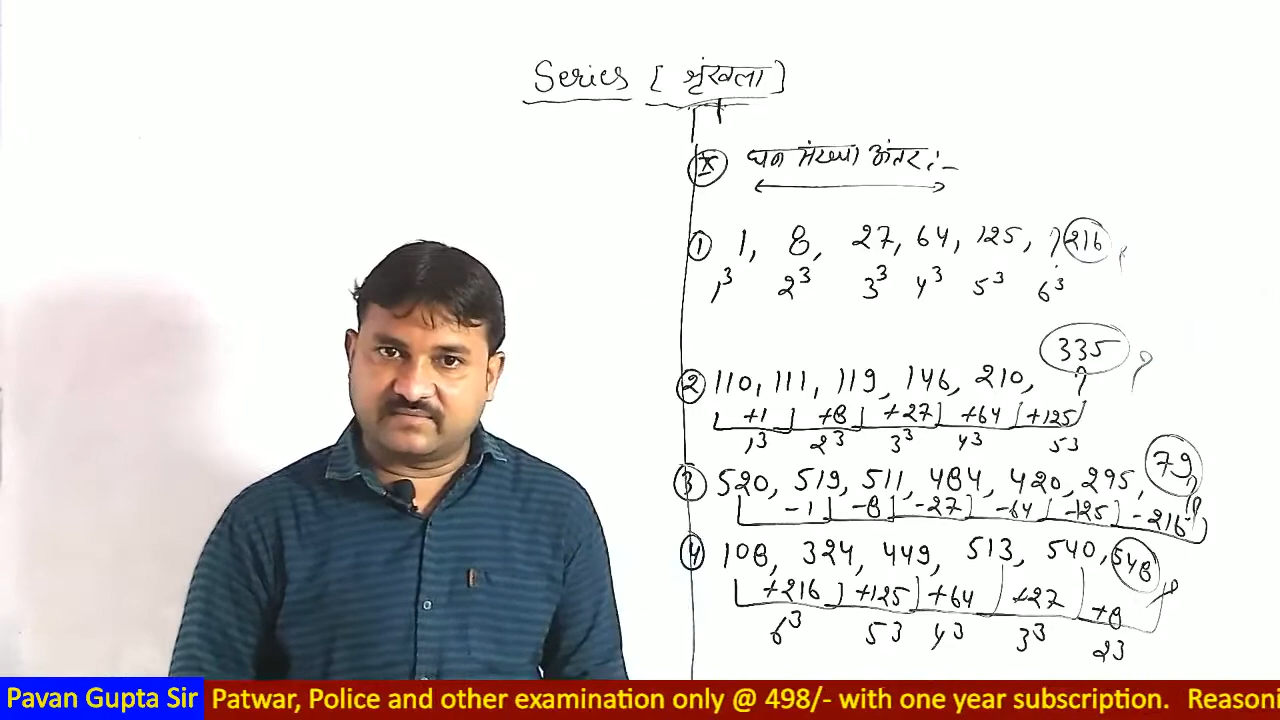 Series [ श्रृंखला ]
X घन संख्या अंतर :-
1 1, 8, 27, 64, 125, ? 216
1³ 2³ 3³ 4³ 5³ 6³
335 ?
2 110, 111, 119, 146, 210, ?
+1 +8 +27 +64 +125
1³ 2³ 3³ 4³ 5³
3 520, 519, 511, 484, 420, 295, 79 ?
-1 -8 -27 -64 -125 -216
4 108, 324, 449, 513, 540, 548 ?
+216 +125 +64 +27 +8
6³ 5³ 4³ 3³ 2³
Pavan Gupta Sir Patwar, Police and other examination only @ 498/- with one year subscription. Reasoni